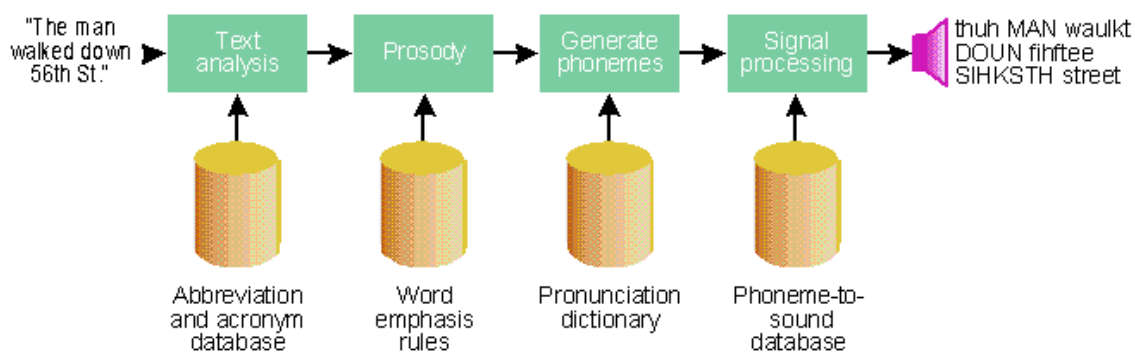 "The man
walked down
56th St."
Text
analysis
Prosody
Generate
phonemes
Signal
processing
thuh MAN waulkt
DOUN fihftee
SIHKSTH street
Abbreviation
and acronym
database
Word
emphasis
rules
Pronunciation
dictionary
Phoneme-to-
sound
database